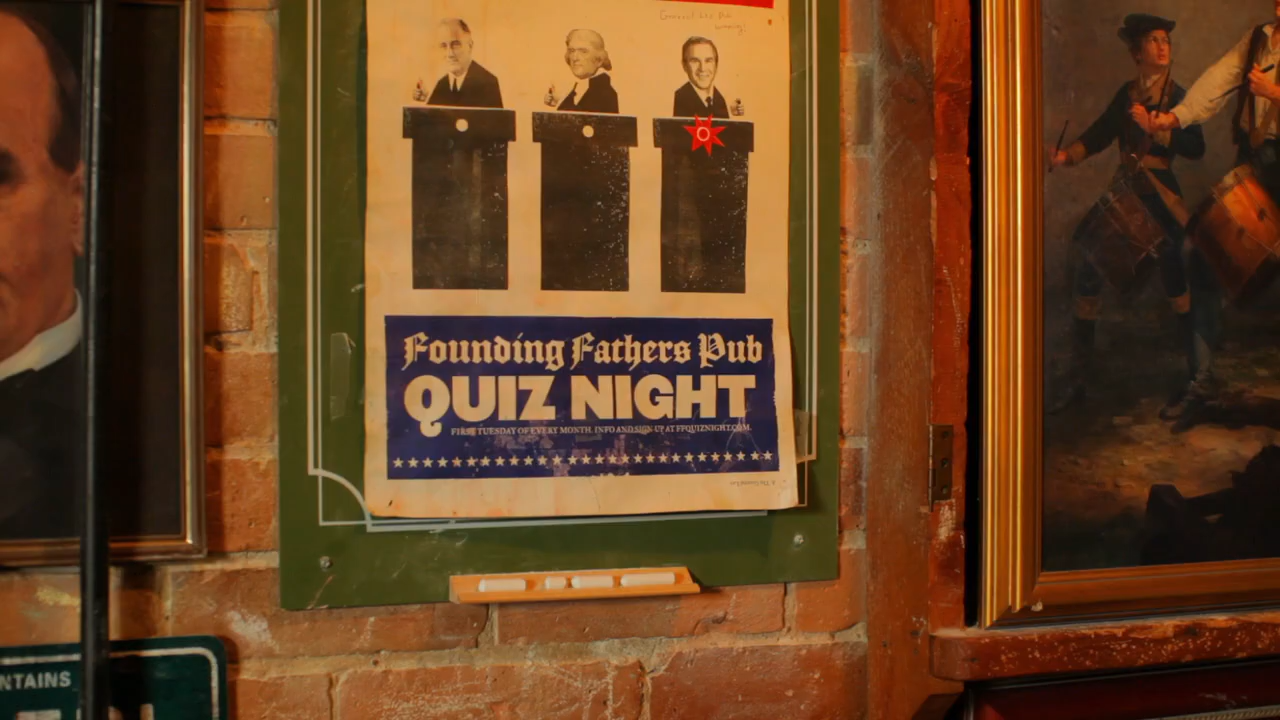 Founding Fathers Pub
QUIZ NIGHT
FIRST TUESDAY OF EVERY MONTH. INFO AND SIGN UP AT FFQUIZNIGHT.COM.
NTAINS